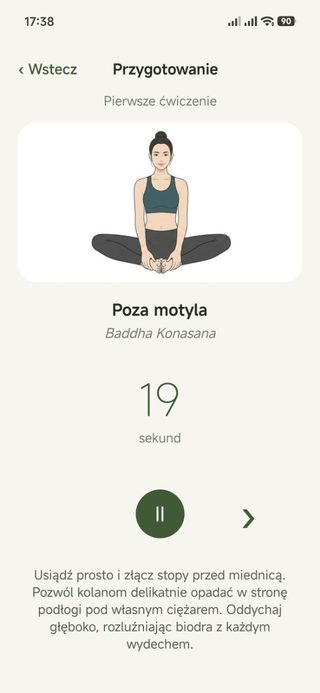 17:38
90
‹ Wstecz
Przygotowanie
Pierwsze ćwiczenie
Poza motyla
Baddha Konasana
19
sekund
Usiądź prosto i złącz stopy przed miednicą.
Pozwól kolanom delikatnie opadać w stronę
podłogi pod własnym ciężarem. Oddychaj
głęboko, rozluźniając biodra z każdym
wydechem.